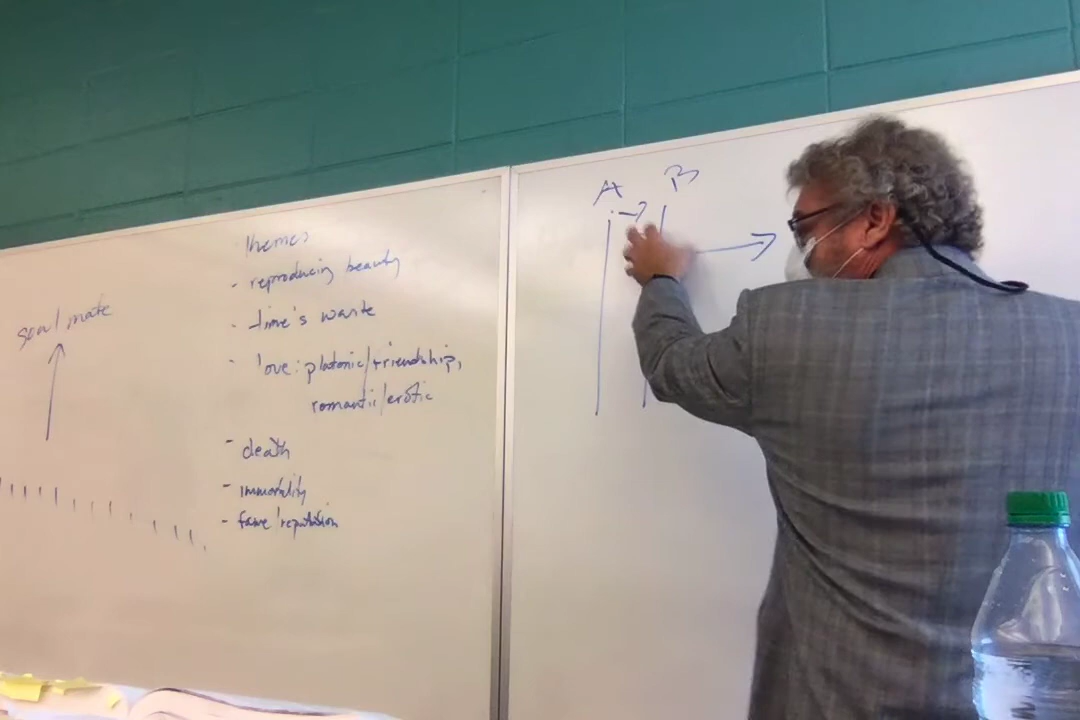 soul mate
Themes
- reproducing beauty
- time's waste
- love: platonic/friendship,
romantic/erotic
- death
- immortality
- fame/reputation
A → B